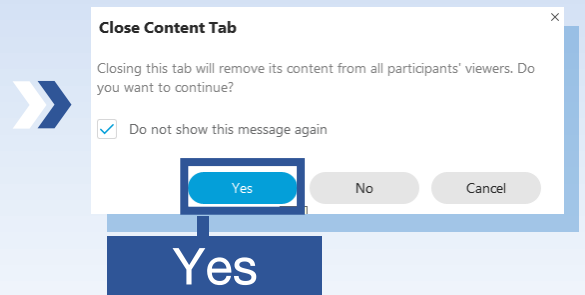 Close Content Tab
Closing this tab will remove its content from all participants' viewers. Do
you want to continue?
Do not show this message again
Yes No Cancel
Yes